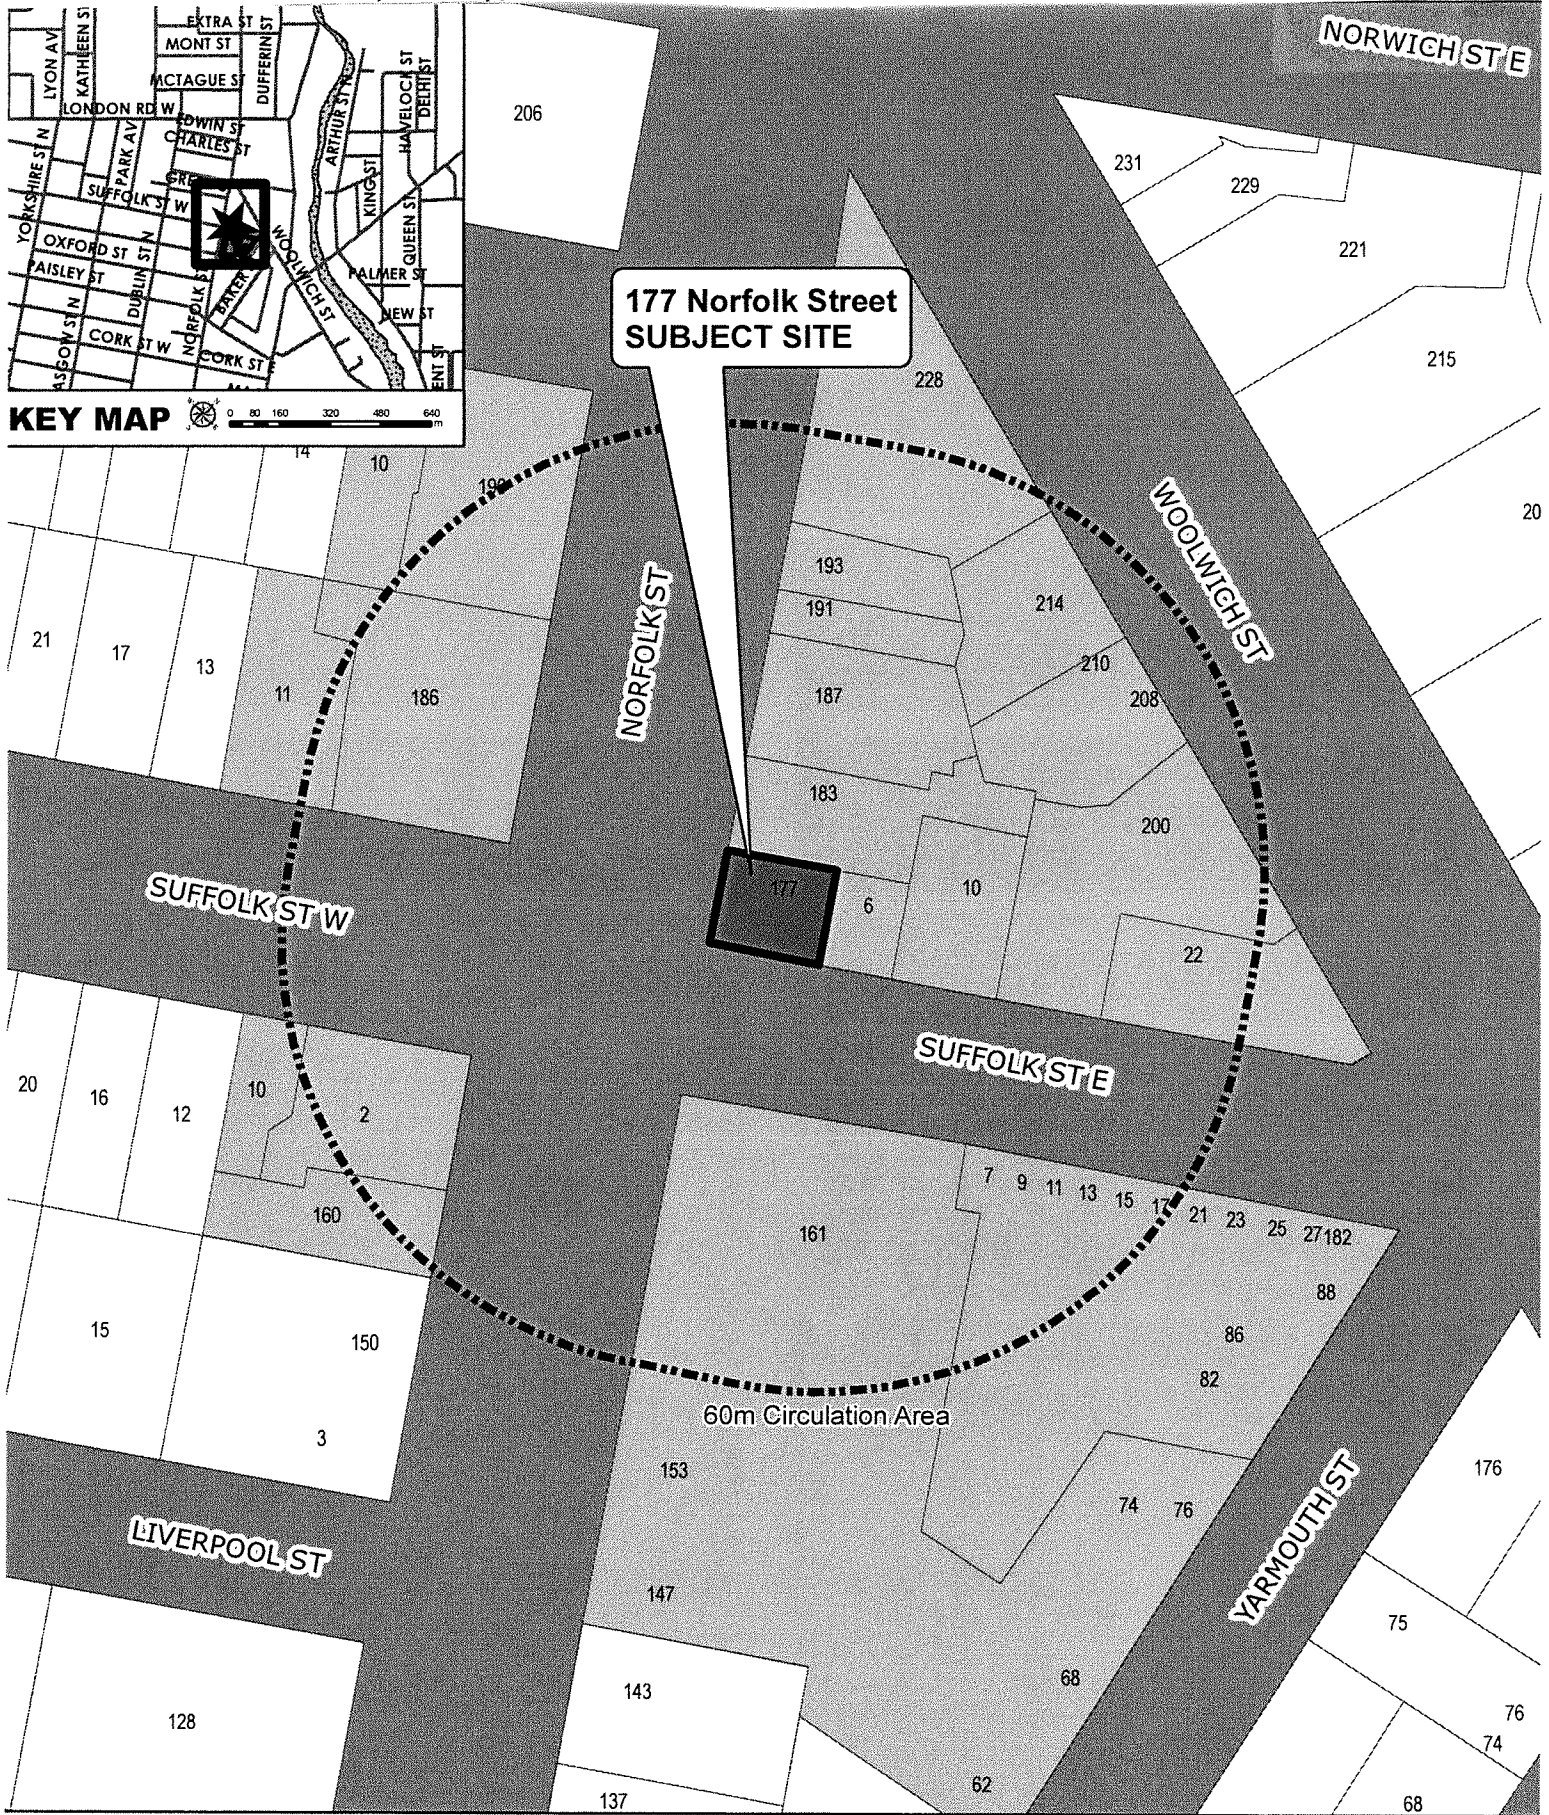 EXTRA ST
MONT ST
MCTAGUE ST
LYON AV
KATHLEEN ST
DUFFERIN ST
LONDON RD W
EDWIN ST
CHARLES ST
YORKSHIRE ST N
PARK AV
SUFFOLK ST W
OXFORD ST
PAISLEY ST
DUBLIN ST N
NORFOLK ST
BAKER
WOOLWICH ST
CORK ST W
CORK ST E
ARTHUR ST N
HAVELOCK ST
DELHI ST
KING ST
QUEEN ST
PALMER ST
NEW ST
KEY MAP
0 80 160 320 480 640
m
NORWICH ST E
206
231
229
221
215
20
177 Norfolk Street
SUBJECT SITE
228
14
10
190
193
191
214
210
208
187
183
200
177
6
10
22
21
17
13
11
186
NORFOLK ST
WOOLWICH ST
SUFFOLK ST W
SUFFOLK ST E
20
16
12
10
2
160
161
7 9 11 13 15 17 21 23 25 27 182
88
86
82
15
150
3
60m Circulation Area
153
74 76
147
176
LIVERPOOL ST
YARMOUTH ST
75
143
68
128
76
74
62
137
68